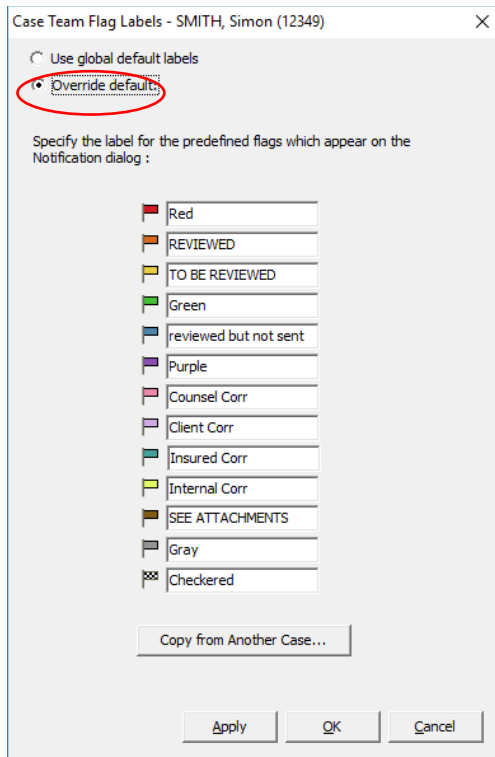 Case Team Flag Labels - SMITH, Simon (12349)
Use global default labels
Override default.
Specify the label for the predefined flags which appear on the
Notification dialog :
Red
REVIEWED
TO BE REVIEWED
Green
reviewed but not sent
Purple
Counsel Corr
Client Corr
Insured Corr
Internal Corr
SEE ATTACHMENTS
Gray
Checkered
Copy from Another Case...
Apply OK Cancel